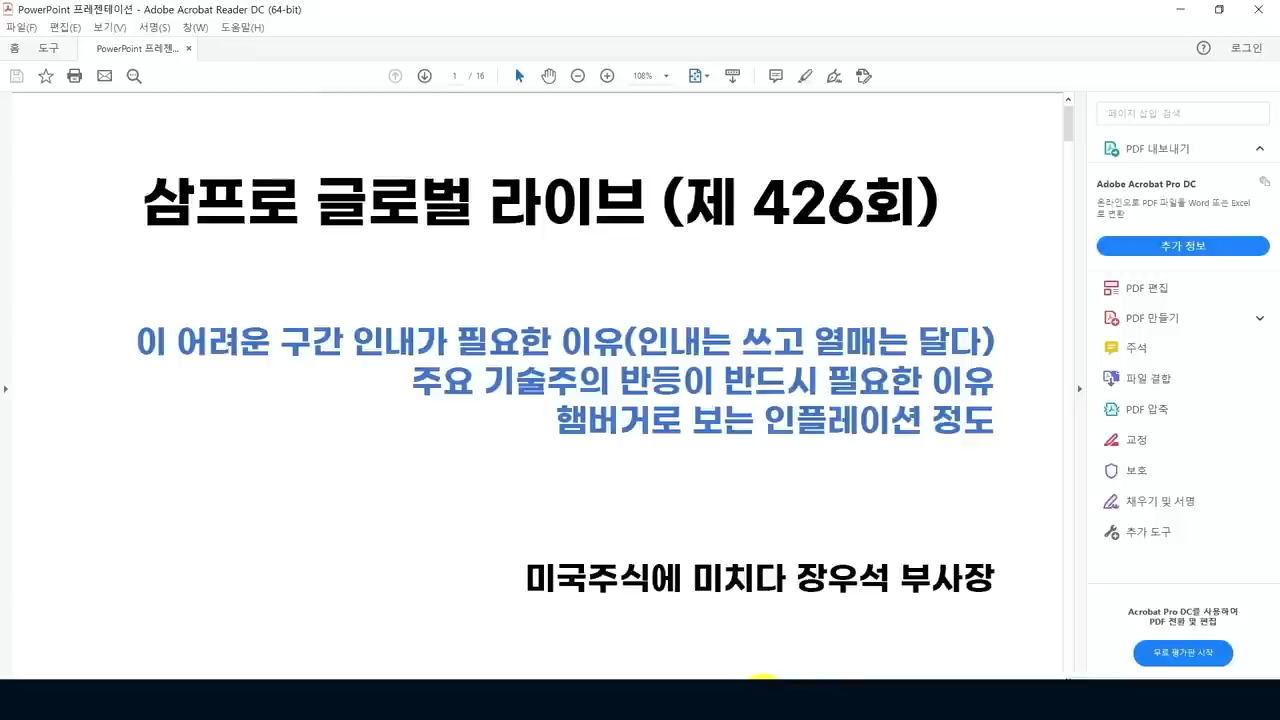 PowerPoint 프레젠테이션 - Adobe Acrobat Reader DC (64-bit)
파일(F) 편집(E) 보기(V) 서명(S) 창(W) 도움말(H)
홈 도구 PowerPoint 프레젠... × 로그인
1 / 16 108%
'페이지 삽입' 검색
PDF 내보내기
Adobe Acrobat Pro DC
온라인으로 PDF 파일을 Word 또는 Excel
로 변환
추가 정보
PDF 편집
PDF 만들기
주석
파일 결합
PDF 압축
교정
보호
채우기 및 서명
추가 도구
Acrobat Pro DC를 사용하여
PDF 전환 및 편집
무료 평가판 시작
삼프로 글로벌 라이브 (제 426회)
이 어려운 구간 인내가 필요한 이유(인내는 쓰고 열매는 달다)
주요 기술주의 반등이 반드시 필요한 이유
햄버거로 보는 인플레이션 정도
미국주식에 미치다 장우석 부사장